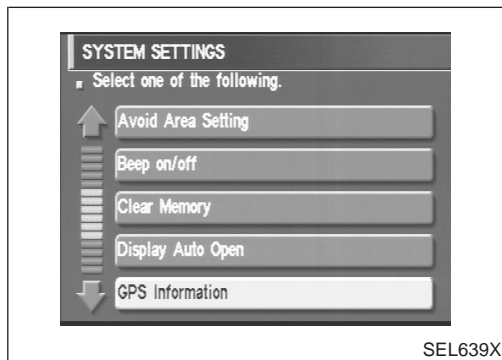 SYSTEM SETTINGS
Select one of the following.
Avoid Area Setting
Beep on/off
Clear Memory
Display Auto Open
GPS Information
SEL639X